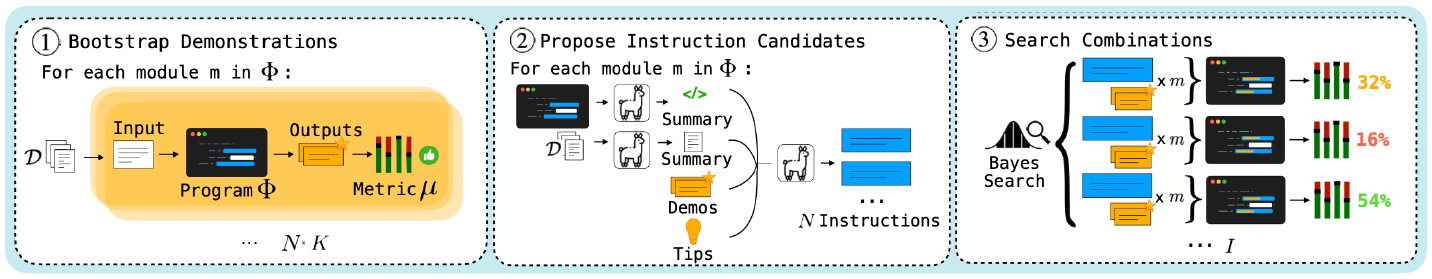 ① Bootstrap Demonstrations
For each module m in Φ :
𝒟
Input
Program Φ
Outputs
Metric μ
... N × K
② Propose Instruction Candidates
For each module m in Φ :
</>
Summary
𝒟
Summary
Demos
Tips
...
N Instructions
③ Search Combinations
Bayes
Search
x m
32%
x m
16%
x m
54%
... I